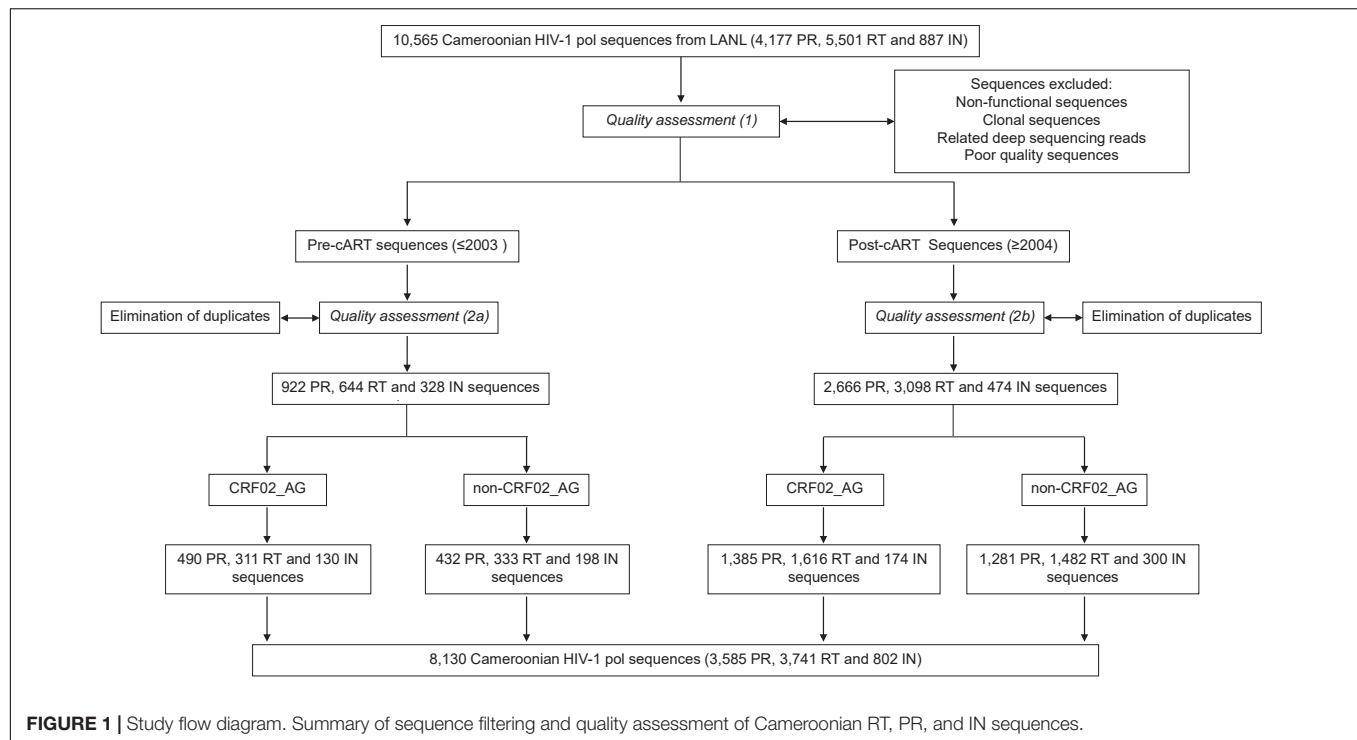 10,565 Cameroonian HIV-1 pol sequences from LANL (4,177 PR, 5,501 RT and 887 IN)
Quality assessment (1)
Sequences excluded:
Non-functional sequences
Clonal sequences
Related deep sequencing reads
Poor quality sequences
Pre-cART sequences (≤2003 )
Post-cART Sequences (≥2004)
Elimination of duplicates
Quality assessment (2a)
Quality assessment (2b)
Elimination of duplicates
922 PR, 644 RT and 328 IN sequences
2,666 PR, 3,098 RT and 474 IN sequences
CRF02_AG
non-CRF02_AG
CRF02_AG
non-CRF02_AG
490 PR, 311 RT and 130 IN
sequences
432 PR, 333 RT and 198 IN
sequences
1,385 PR, 1,616 RT and 174 IN
sequences
1,281 PR, 1,482 RT and 300 IN
sequences
8,130 Cameroonian HIV-1 pol sequences (3,585 PR, 3,741 RT and 802 IN)
FIGURE 1 | Study flow diagram. Summary of sequence filtering and quality assessment of Cameroonian RT, PR, and IN sequences.